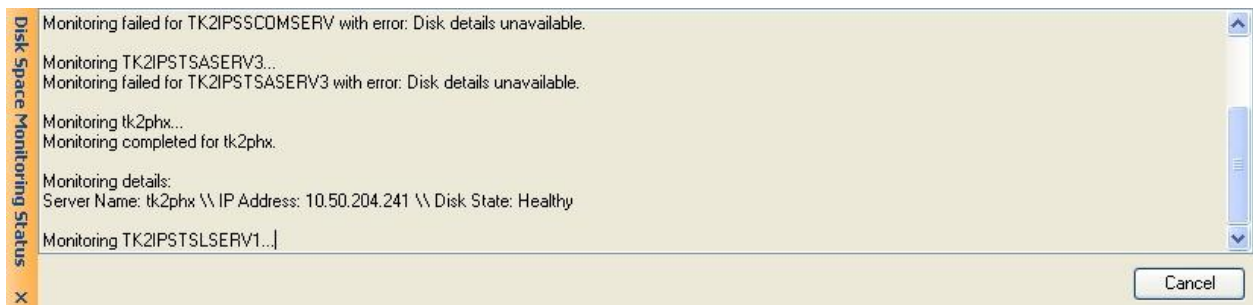 Disk Space Monitoring Status
Monitoring failed for TK2IPSSCOMSERV with error: Disk details unavailable.
Monitoring TK2IPSTSASERV3...
Monitoring failed for TK2IPSTSASERV3 with error: Disk details unavailable.
Monitoring tk2phx...
Monitoring completed for tk2phx.
Monitoring details:
Server Name: tk2phx \\ IP Address: 10.50.204.241 \\ Disk State: Healthy
Monitoring TK2IPSTSLSERV1...
Cancel